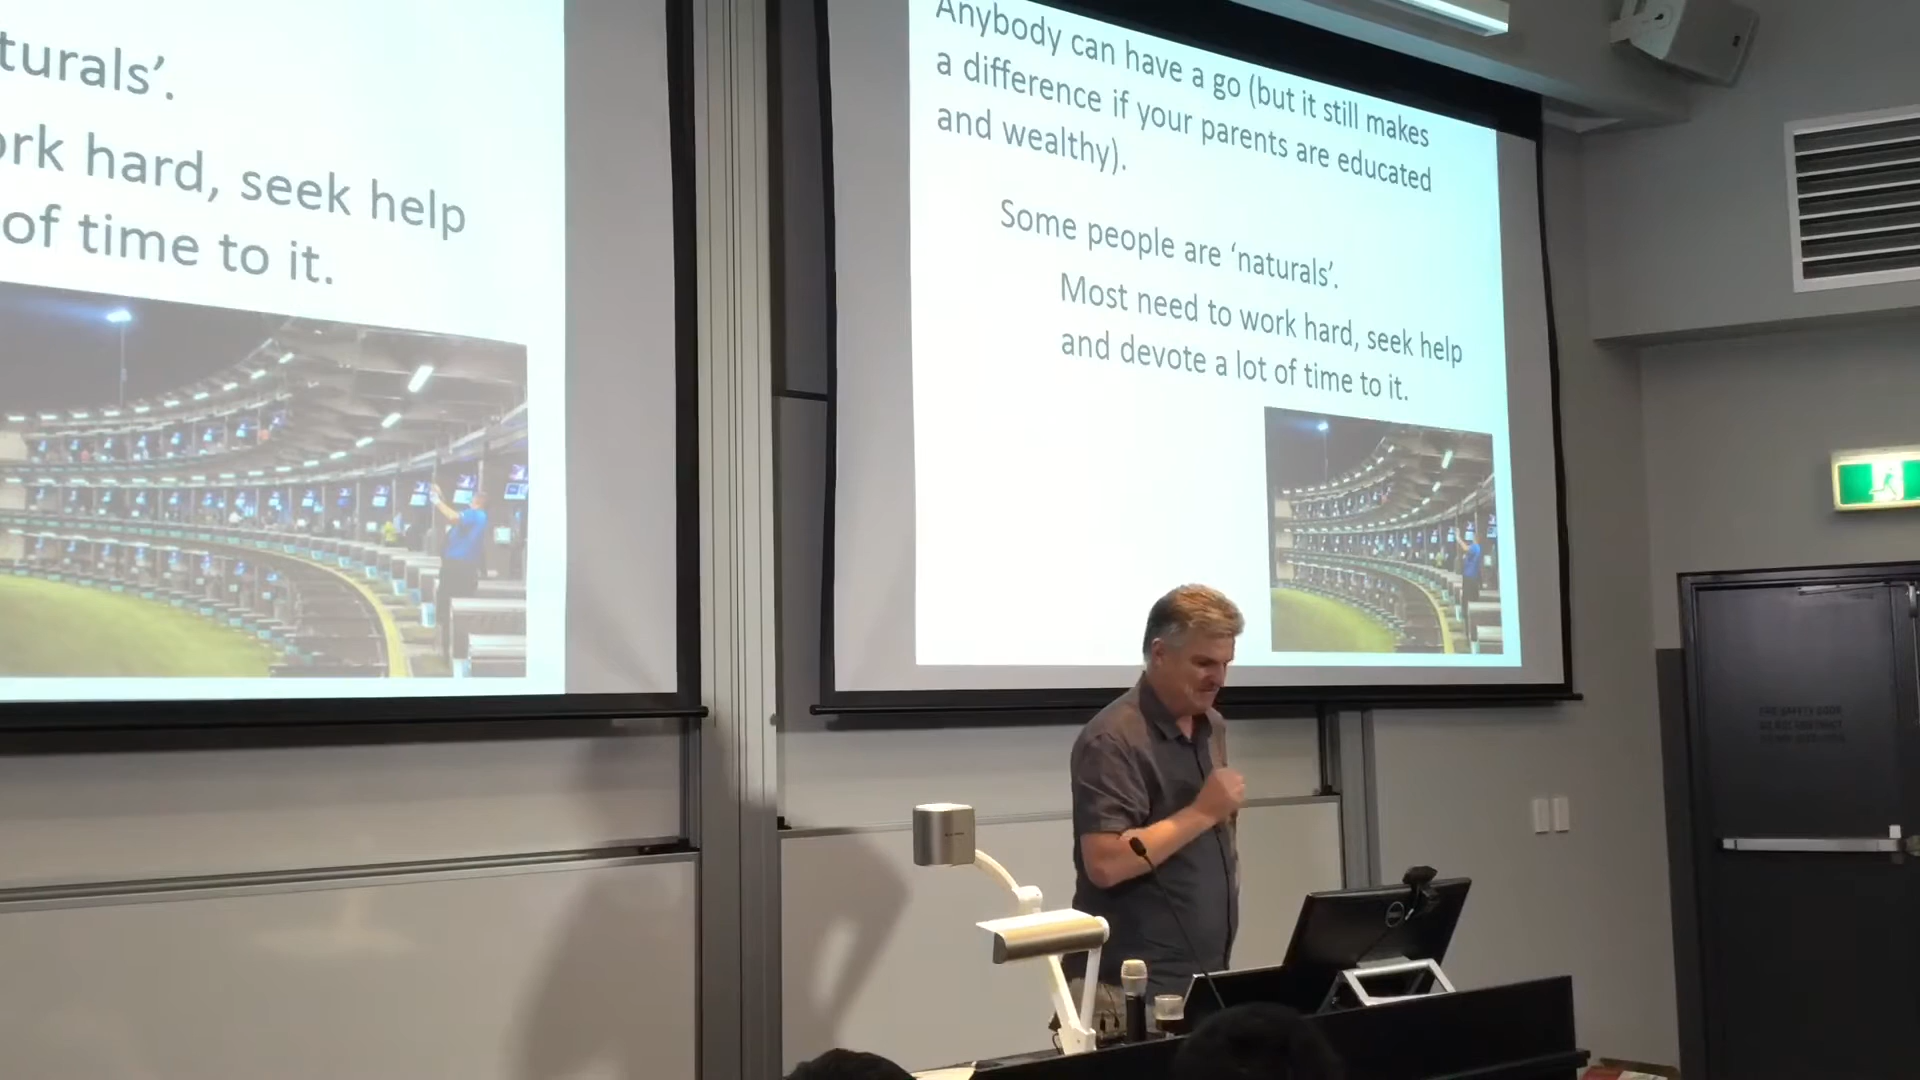 turals’.
ork hard, seek help
of time to it.
Anybody can have a go (but it still makes
a difference if your parents are educated
and wealthy).
Some people are ‘naturals’.
Most need to work hard, seek help
and devote a lot of time to it.